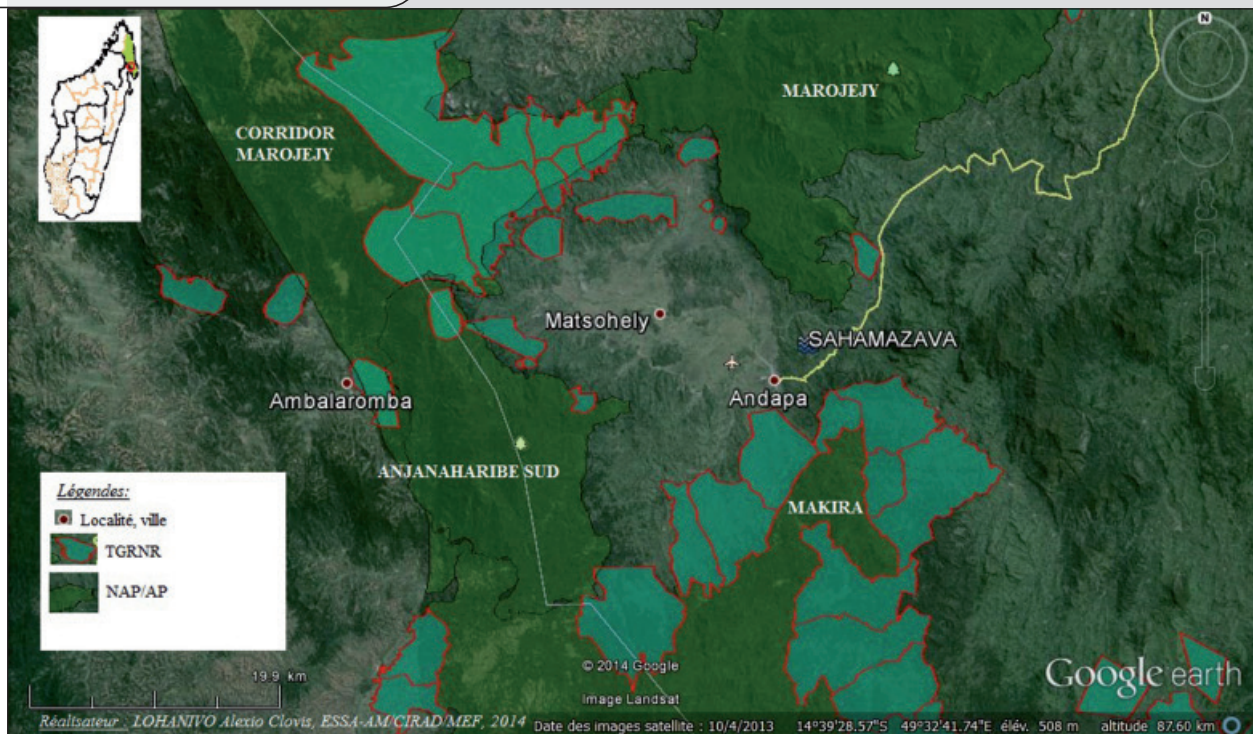 N
MAROJEJY
CORRIDOR
MAROJEJY
Matsohely
SAHAMAZAVA
Ambalaromba
Andapa
ANJANAHARIBE SUD
MAKIRA
Légendes:
Localité, ville
TGRNR
NAP/AP
19.9 km
© 2014 Google
Image Landsat
Google earth
Réalisateur : LOHANIVO Alexio Clovis, ESSA-AM/CIRAD/MEF, 2014
Date des images satellite : 10/4/2013 14°39'28.57"S 49°32'41.74"E élév. 508 m altitude 87.60 km